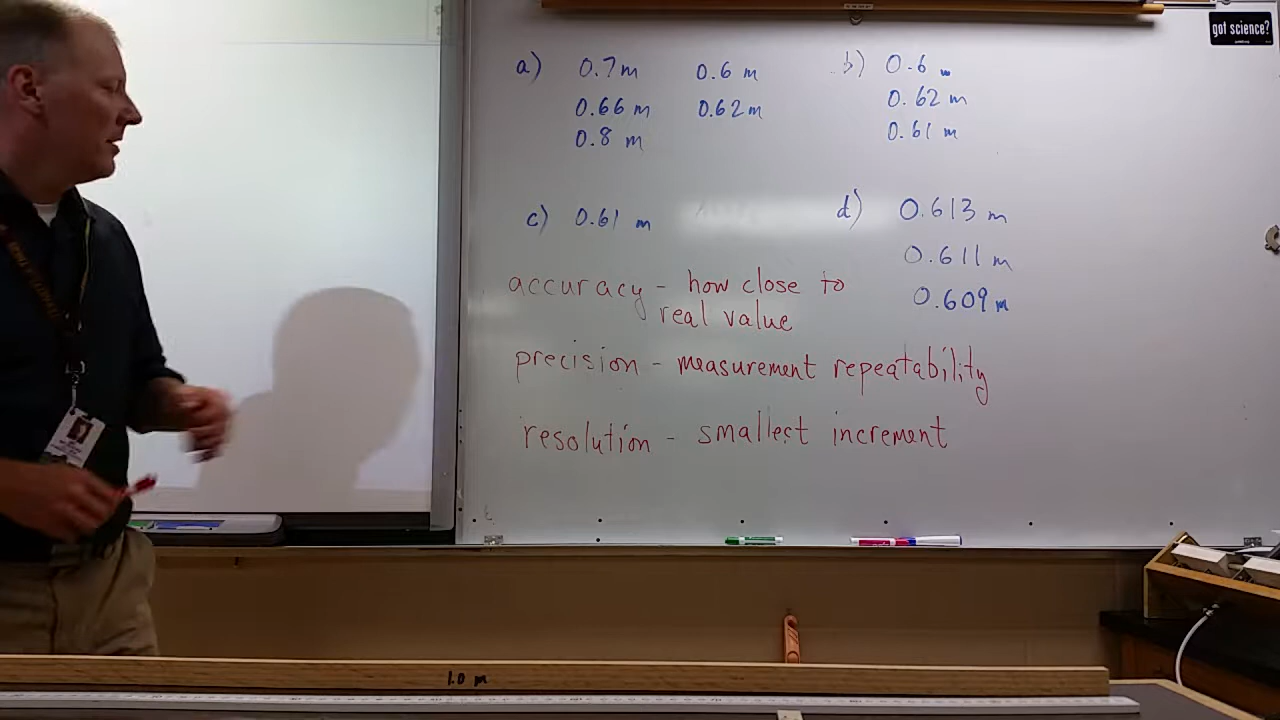 got science?
a) 0.7 m 0.6 m
0.66 m 0.62 m
0.8 m
b) 0.6 m
0.62 m
0.61 m
c) 0.61 m
d) 0.613 m
0.611 m
0.609 m
accuracy - how close to
real value
precision - measurement repeatability
resolution - smallest increment
1.0 m